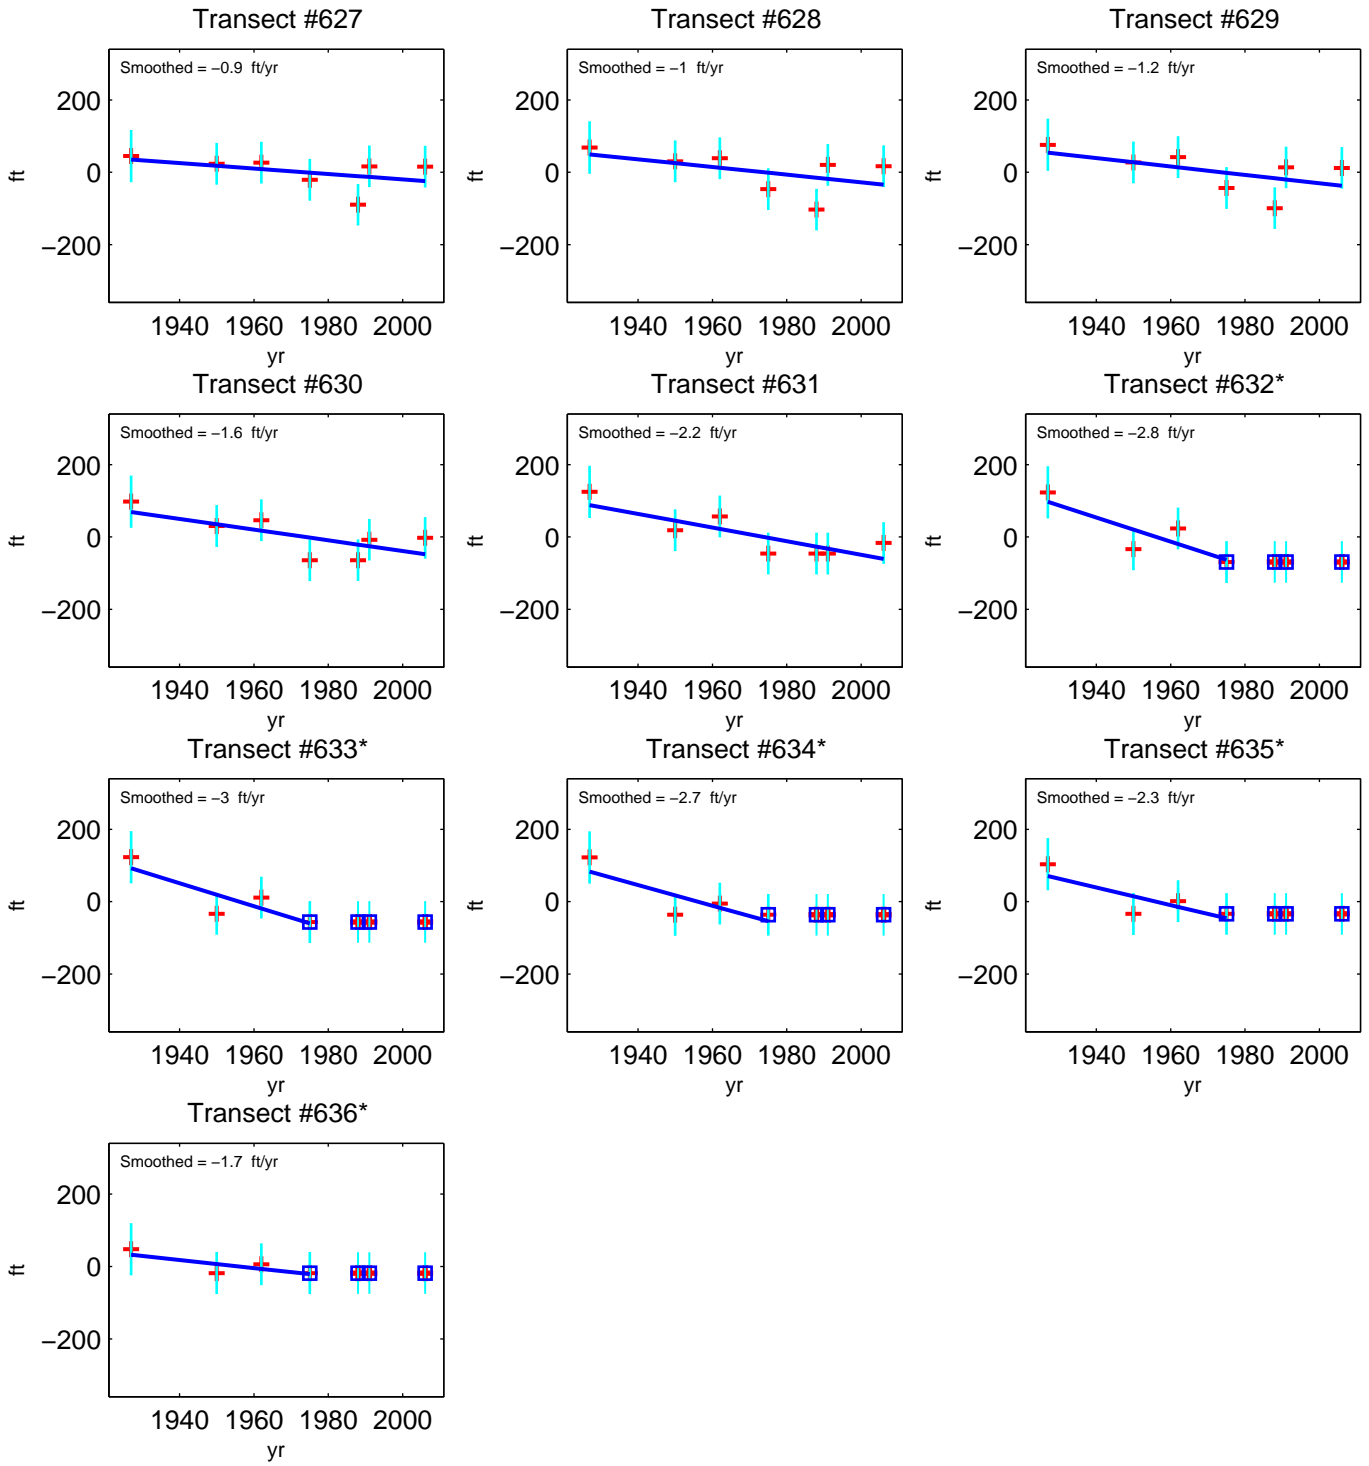 Transect #627
Smoothed = −0.9 ft/yr
200
0
−200
ft
1940 1960 1980 2000
yr
Transect #628
Smoothed = −1 ft/yr
200
0
−200
ft
1940 1960 1980 2000
yr
Transect #629
Smoothed = −1.2 ft/yr
200
0
−200
ft
1940 1960 1980 2000
yr
Transect #630
Smoothed = −1.6 ft/yr
200
0
−200
ft
1940 1960 1980 2000
yr
Transect #631
Smoothed = −2.2 ft/yr
200
0
−200
ft
1940 1960 1980 2000
yr
Transect #632*
Smoothed = −2.8 ft/yr
200
0
−200
ft
1940 1960 1980 2000
yr
Transect #633*
Smoothed = −3 ft/yr
200
0
−200
ft
1940 1960 1980 2000
yr
Transect #634*
Smoothed = −2.7 ft/yr
200
0
−200
ft
1940 1960 1980 2000
yr
Transect #635*
Smoothed = −2.3 ft/yr
200
0
−200
ft
1940 1960 1980 2000
yr
Transect #636*
Smoothed = −1.7 ft/yr
200
0
−200
ft
1940 1960 1980 2000
yr